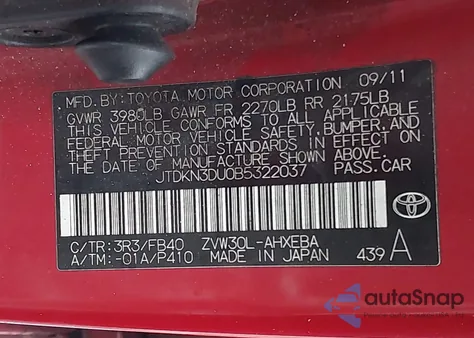 MFD. BY: TOYOTA MOTOR CORPORATION 09/11
GVWR 3980LB GAWR FR 2270LB RR 2175LB
THIS VEHICLE CONFORMS TO ALL APPLICABLE
FEDERAL MOTOR VEHICLE SAFETY, BUMPER, AND
THEFT PREVENTION STANDARDS IN EFFECT ON
THE DATE OF MANUFACTURE SHOWN ABOVE.
JTDKN3DU0B5322037 PASS. CAR
TOYOTA
C/TR: 3R3/FB40 ZVW30L-AHXEBA
A/TM: -01A/P410 MADE IN JAPAN 439 A
autoSnap